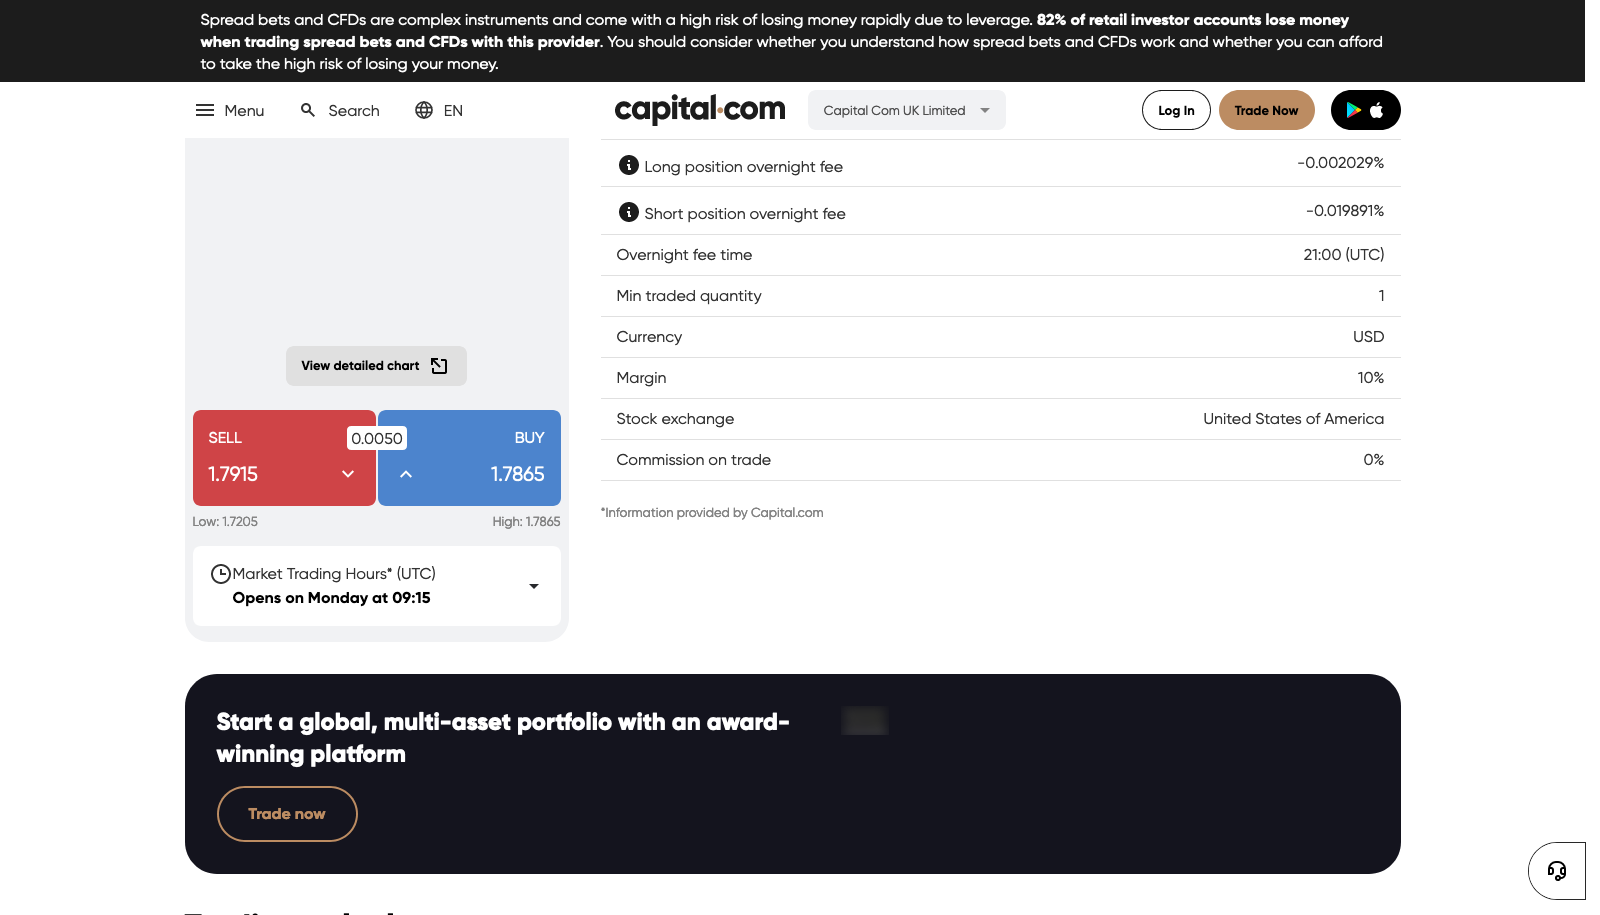 Spread bets and CFDs are complex instruments and come with a high risk of losing money rapidly due to leverage. 82% of retail investor accounts lose money
when trading spread bets and CFDs with this provider. You should consider whether you understand how spread bets and CFDs work and whether you can afford
to take the high risk of losing your money.
Menu
Search
EN
capital.com
Capital Com UK Limited
Log In
Trade Now
Long position overnight fee
-0.002029%
Short position overnight fee
-0.019891%
Overnight fee time
21:00 (UTC)
Min traded quantity
1
Currency
USD
Margin
10%
Stock exchange
United States of America
Commission on trade
0%
*Information provided by Capital.com
View detailed chart
SELL
0.0050
BUY
1.7915
1.7865
Low: 1.7205
High: 1.7865
Market Trading Hours* (UTC)
Opens on Monday at 09:15
Start a global, multi-asset portfolio with an award-
winning platform
Trade now